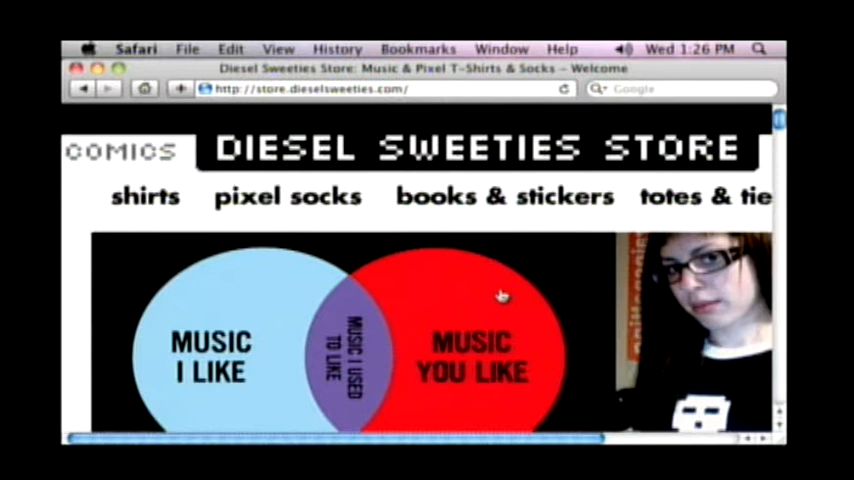 Safari File Edit View History Bookmarks Window Help Wed 1:26 PM
Diesel Sweeties Store: Music & Pixel T-Shirts & Socks – Welcome
http://store.dieselsweeties.com/ Google
COMICS DIESEL SWEETIES STORE
shirts pixel socks books & stickers totes & tie
MUSIC
I LIKE
MUSIC I USED
TO LIKE
MUSIC
YOU LIKE